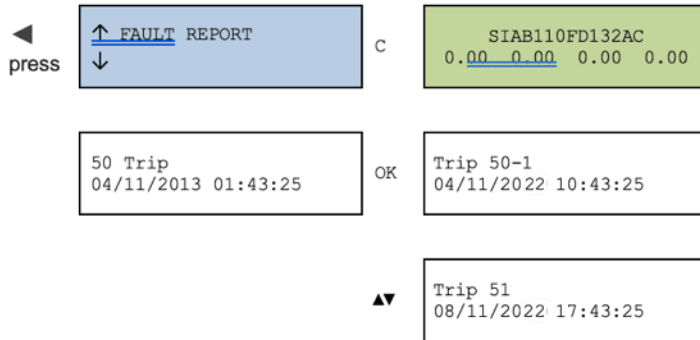 ◀
press
↑ FAULT REPORT
↓
C
SIAB110FD132AC
0.00 0.00 0.00 0.00
50 Trip
04/11/2013 01:43:25
OK
Trip 50-1
04/11/2022 10:43:25
▲▼
Trip 51
08/11/2022 17:43:25